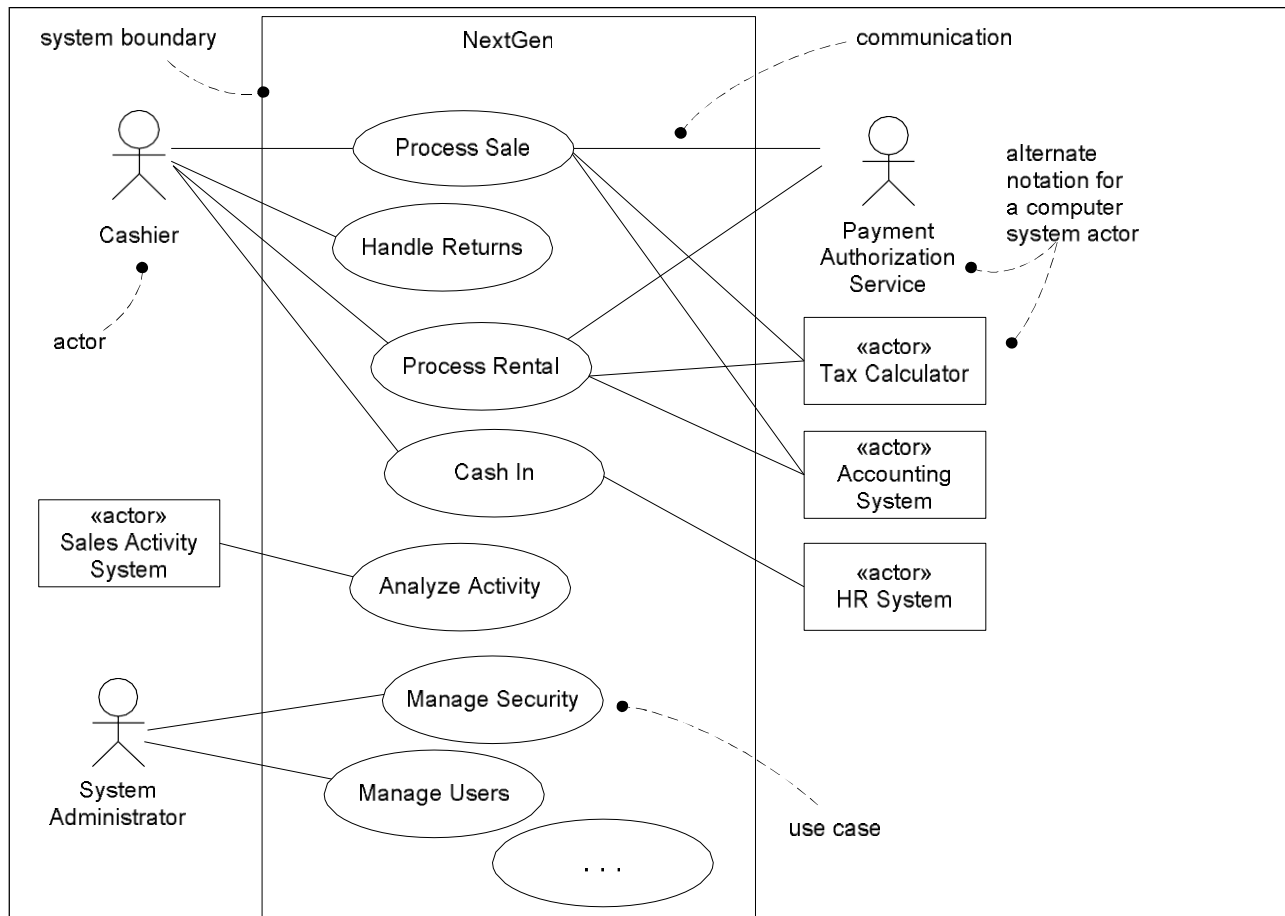 system boundary
NextGen
communication
Process Sale
alternate
notation for
a computer
system actor
Cashier
Handle Returns
Payment
Authorization
Service
actor
Process Rental
«actor»
Tax Calculator
Cash In
«actor»
Accounting
System
«actor»
Sales Activity
System
Analyze Activity
«actor»
HR System
Manage Security
System
Administrator
Manage Users
use case
. . .